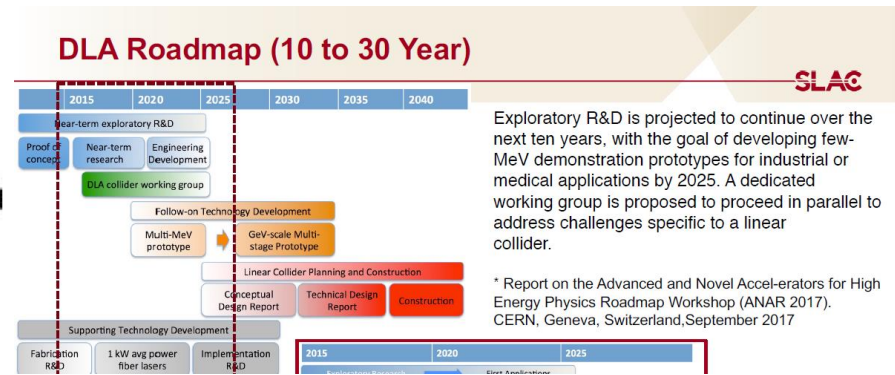 DLA Roadmap (10 to 30 Year)
SLAC
2015 2020 2025 2030 2035 2040
Near-term exploratory R&D
Proof of concept
Near-term research
Engineering Development
DLA collider working group
Follow-on Technology Development
Multi-MeV prototype
GeV-scale Multi-stage Prototype
Linear Collider Planning and Construction
Conceptual Design Report
Technical Design Report
Construction
Supporting Technology Development
Fabrication R&D
1 kW avg power fiber lasers
Implementation R&D
Exploratory R&D is projected to continue over the
next ten years, with the goal of developing few-
MeV demonstration prototypes for industrial or
medical applications by 2025. A dedicated
working group is proposed to proceed in parallel to
address challenges specific to a linear
collider.
* Report on the Advanced and Novel Accel-erators for High
Energy Physics Roadmap Workshop (ANAR 2017).
CERN, Geneva, Switzerland,September 2017
2015 2020 2025
Exploratory Research
First Applications